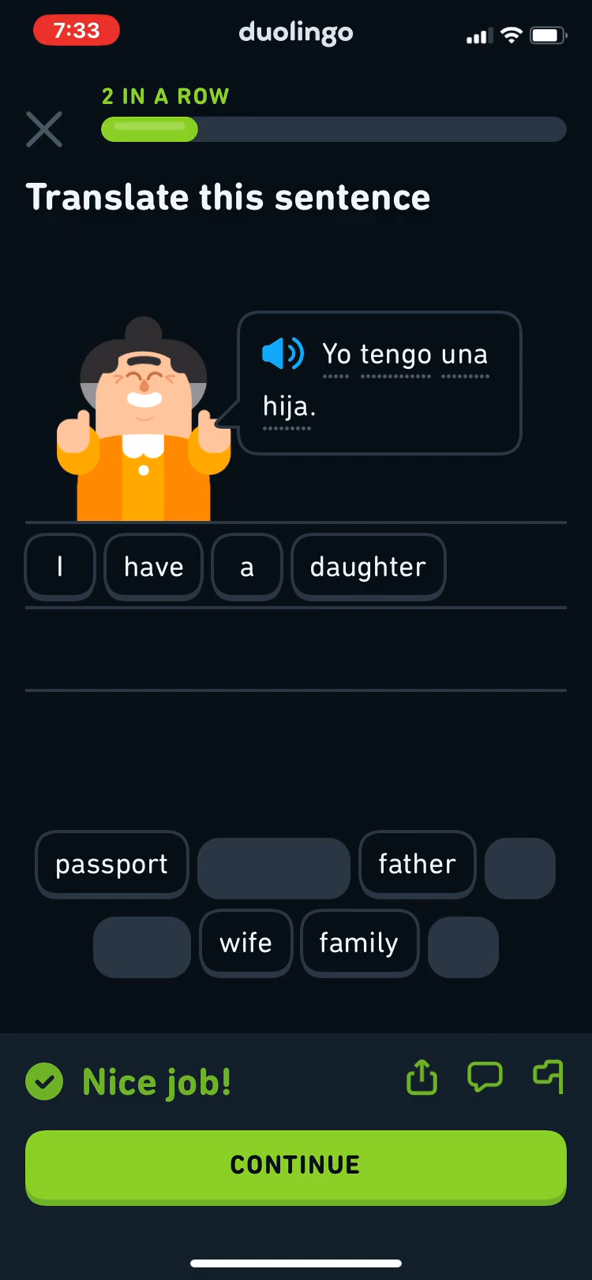 7:33
duolingo
2 IN A ROW
Translate this sentence
Yo tengo una
hija.
I have a daughter
passport father
wife family
Nice job!
CONTINUE